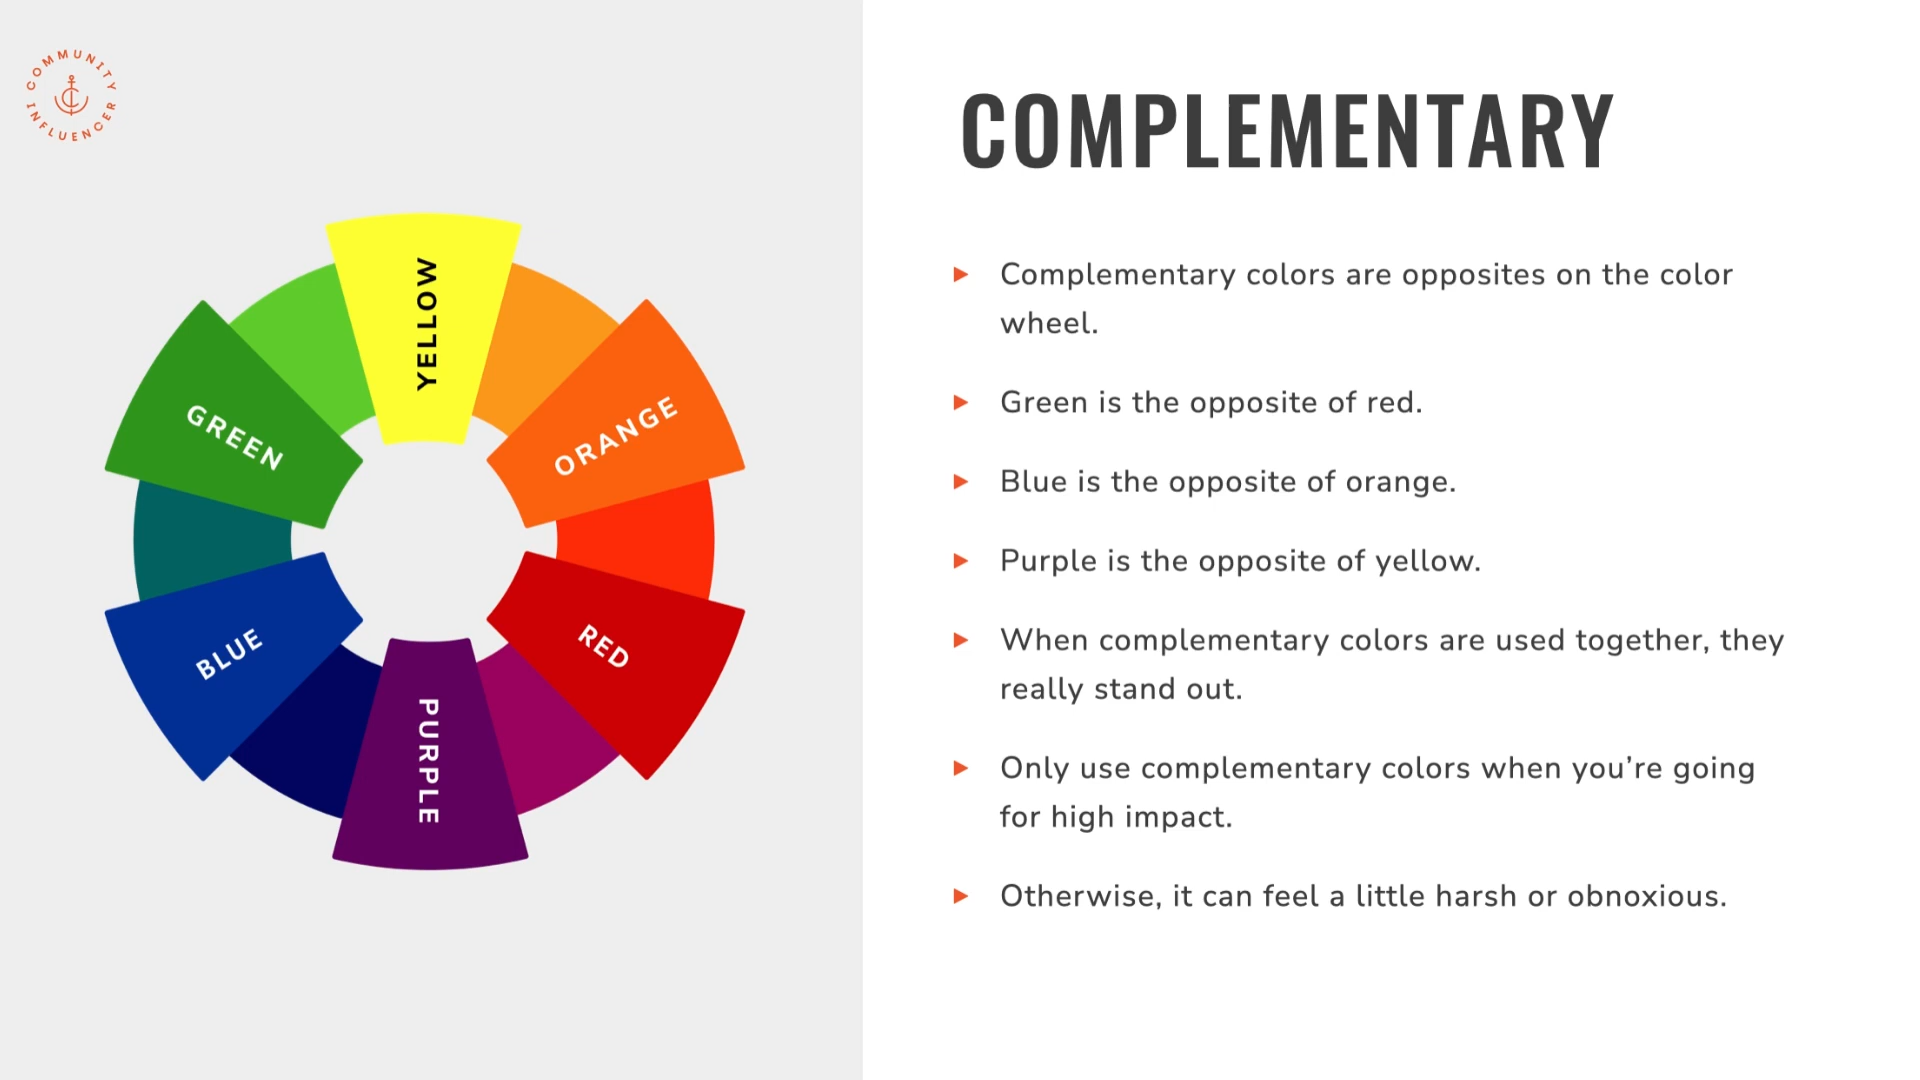 COMMUNITY INFLUENCER
COMPLEMENTARY
YELLOW
GREEN
ORANGE
BLUE
RED
PURPLE
Complementary colors are opposites on the color
wheel.
Green is the opposite of red.
Blue is the opposite of orange.
Purple is the opposite of yellow.
When complementary colors are used together, they
really stand out.
Only use complementary colors when you’re going
for high impact.
Otherwise, it can feel a little harsh or obnoxious.